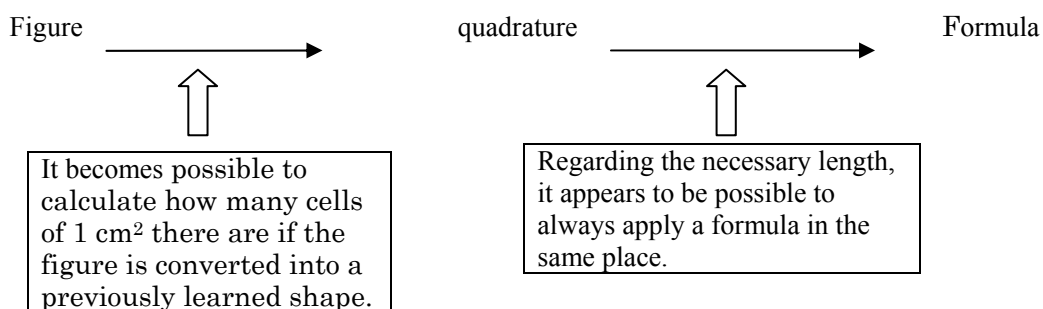 Figure quadrature Formula
It becomes possible to
calculate how many cells
of 1 cm² there are if the
figure is converted into a
previously learned shape.
Regarding the necessary length,
it appears to be possible to
always apply a formula in the
same place.